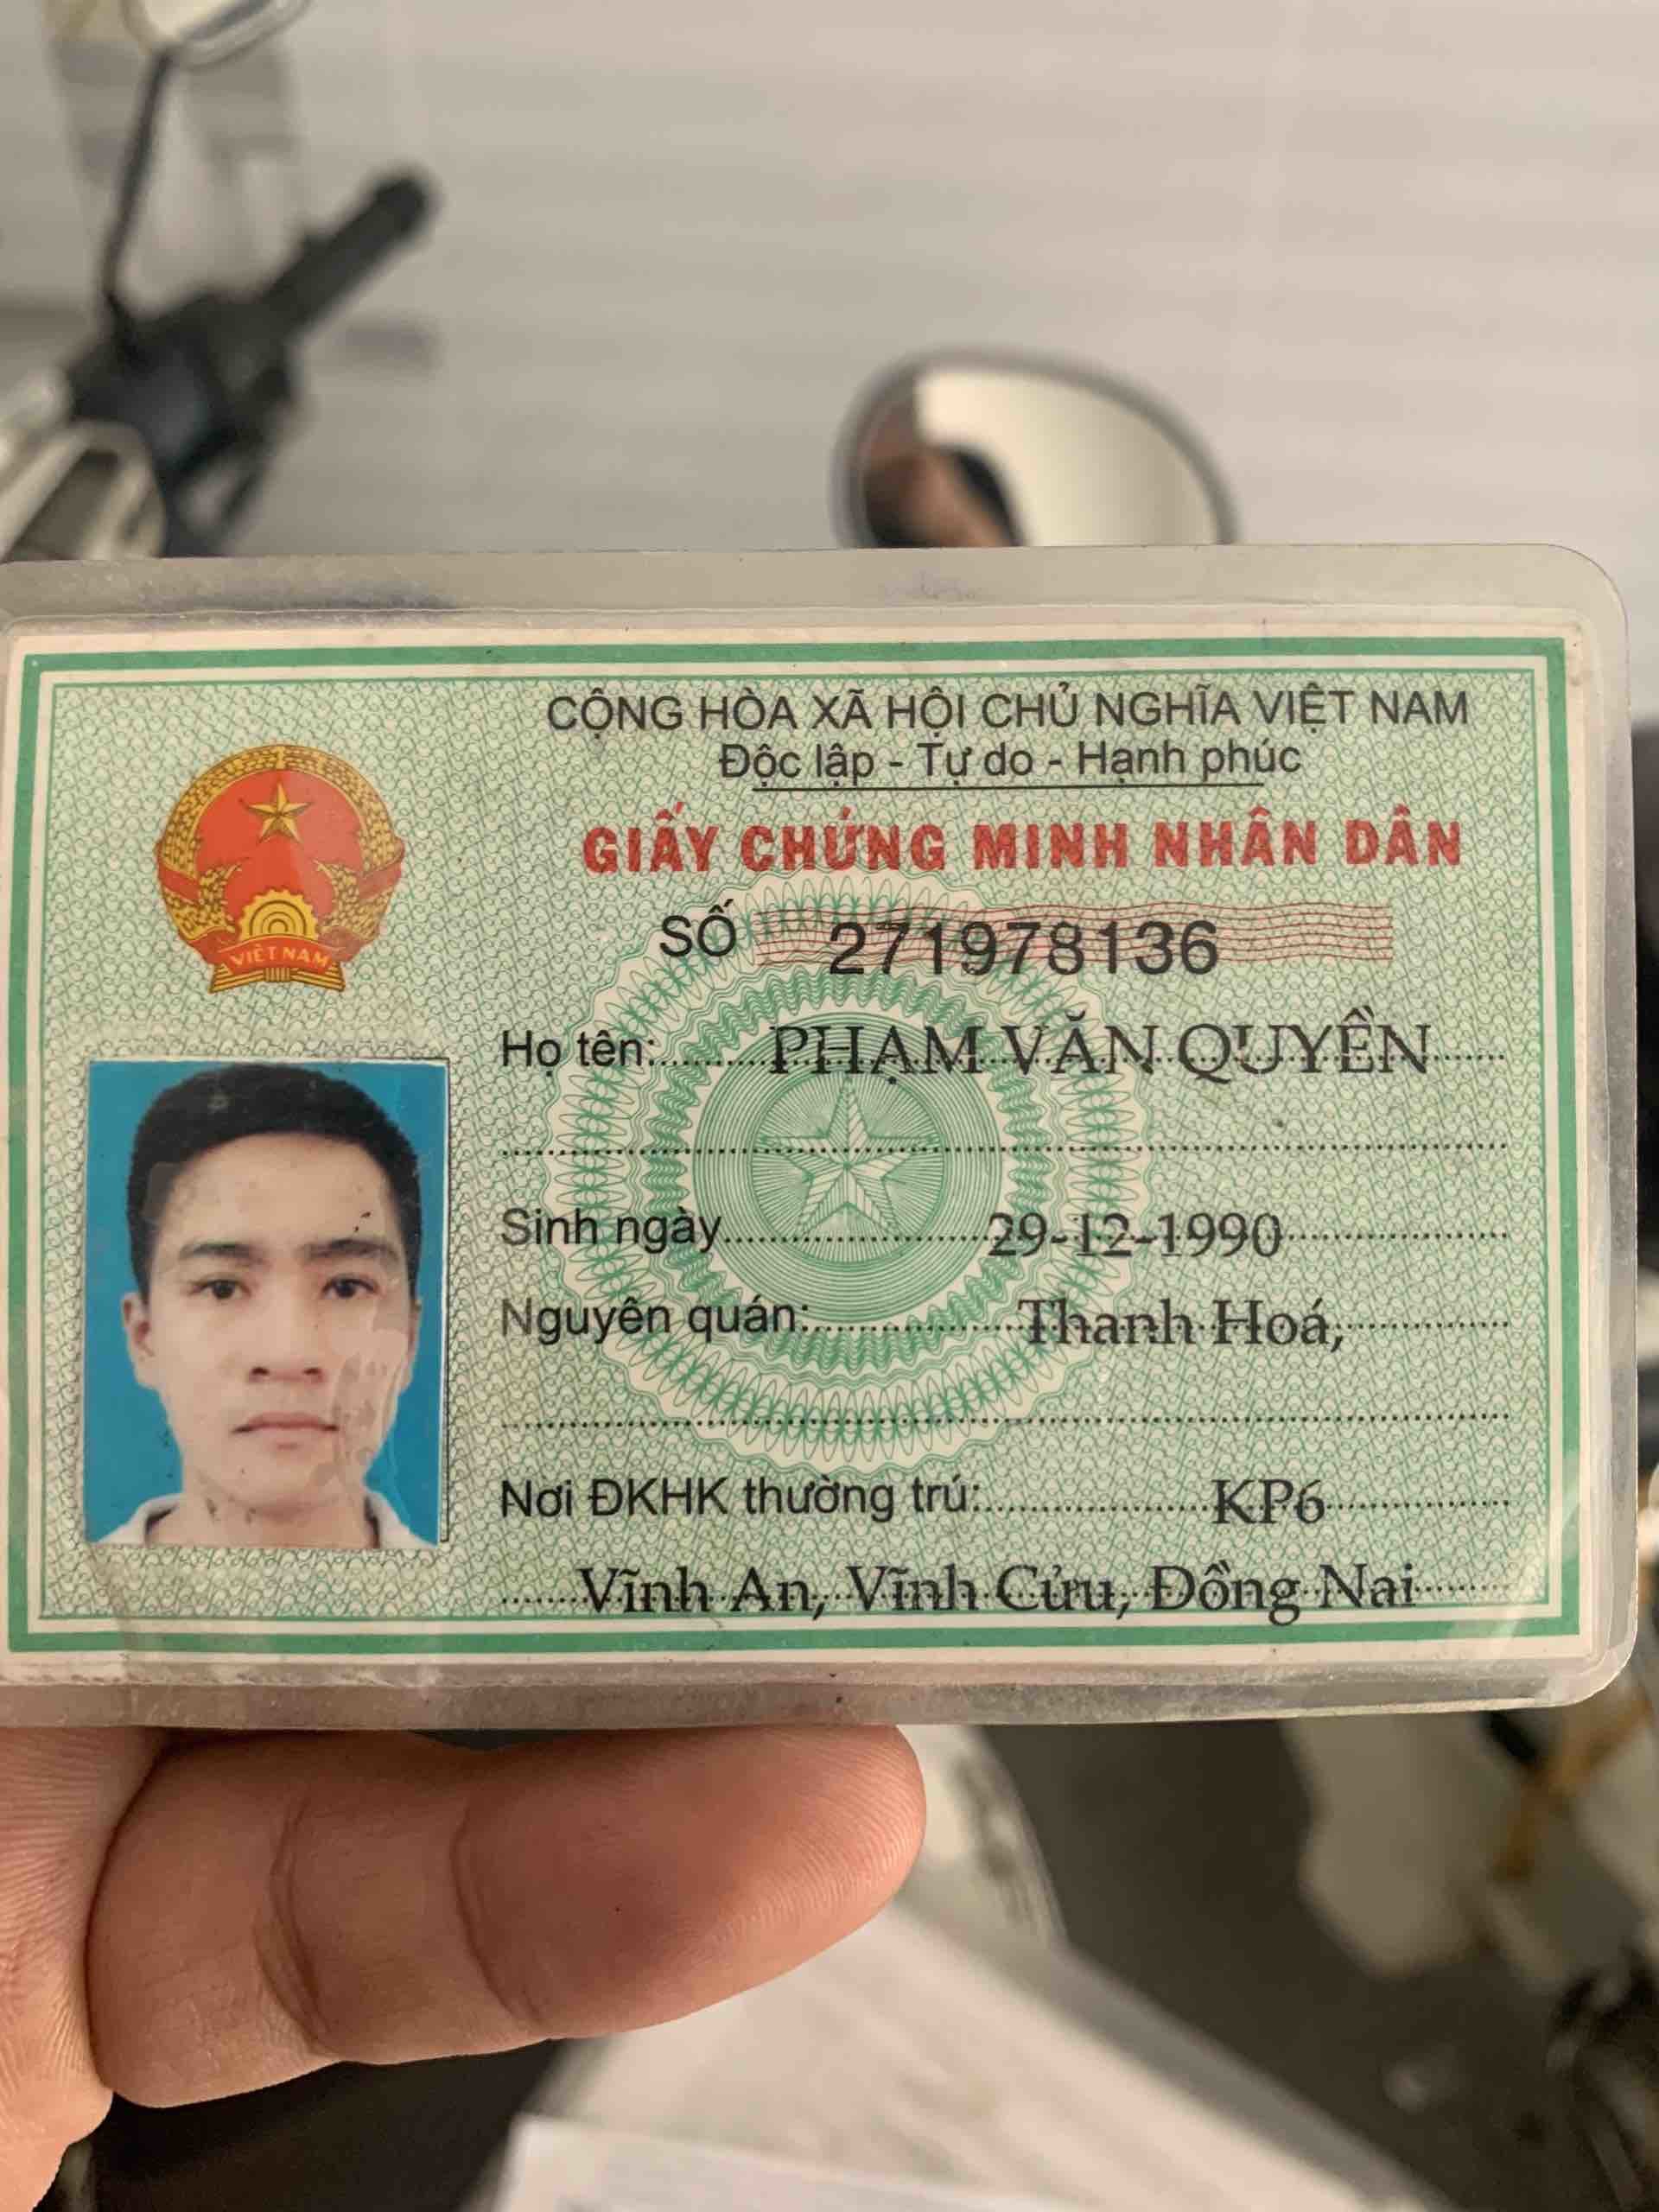 CỘNG HÒA XÃ HỘI CHỦ NGHĨA VIỆT NAM
Độc lập - Tự do - Hạnh phúc
GIẤY CHỨNG MINH NHÂN DÂN
SỐ 271978136
VIỆT NAM
Họ tên: PHẠM VĂN QUYỀN
Sinh ngày 29-12-1990
Nguyên quán: Thanh Hoá,
Nơi ĐKHK thường trú: KP6
Vĩnh An, Vĩnh Cửu, Đồng Nai